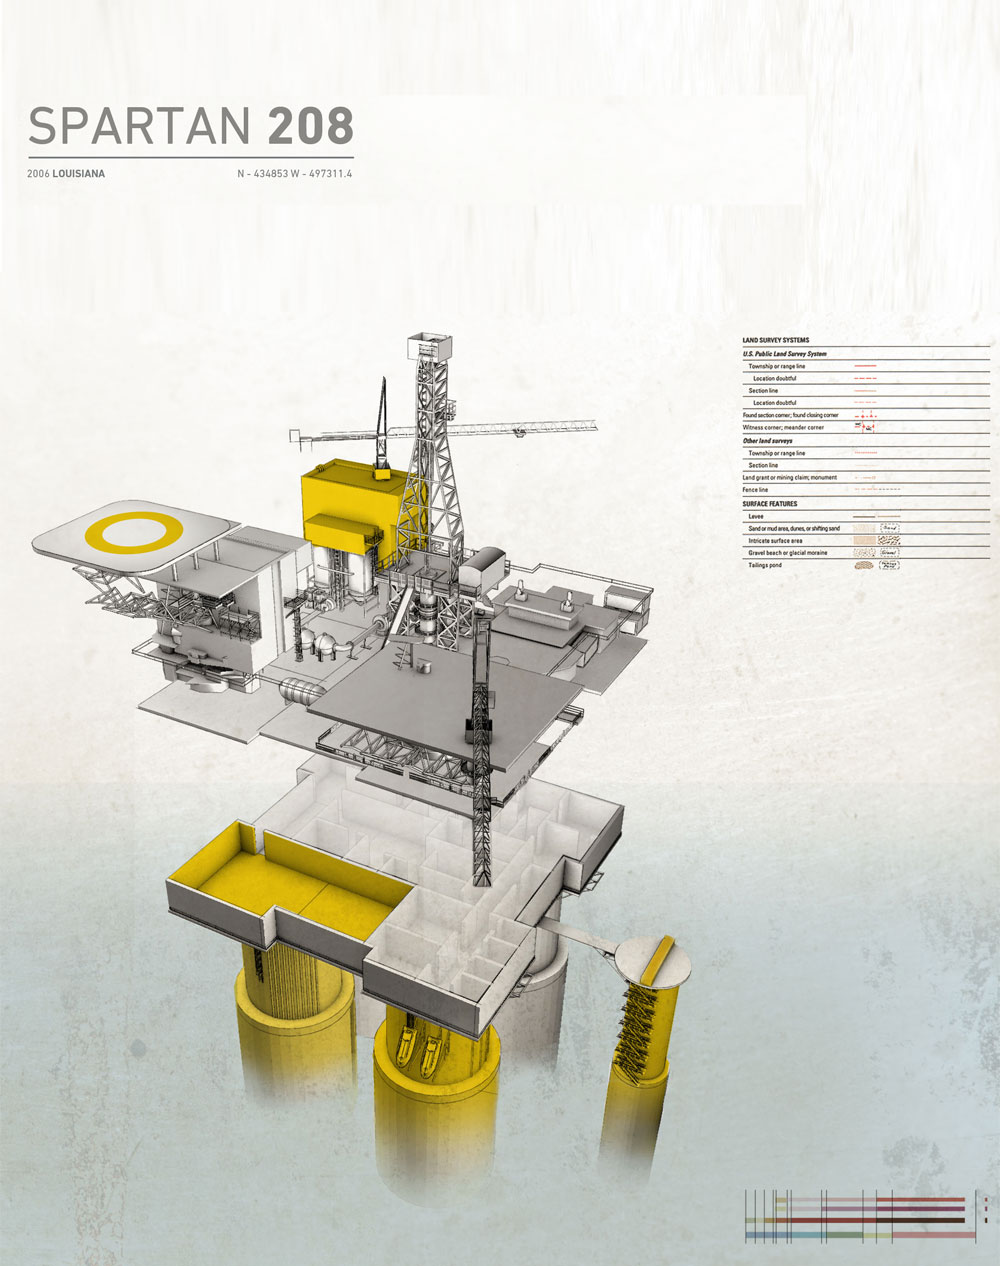 SPARTAN 208
2006 LOUISIANA N - 434853 W - 497311.4
LAND SURVEY SYSTEMS
U.S. Public Land Survey System
Township or range line
Location doubtful
Section line
Location doubtful
Found section corner; found closing corner
Witness corner; meander corner
Other land surveys
Township or range line
Section line
Land grant or mining claim; monument
Fence line
SURFACE FEATURES
Levee
Sand or mud area, dunes, or shifting sand
Intricate surface area
Gravel beach or glacial moraine
Tailings pond